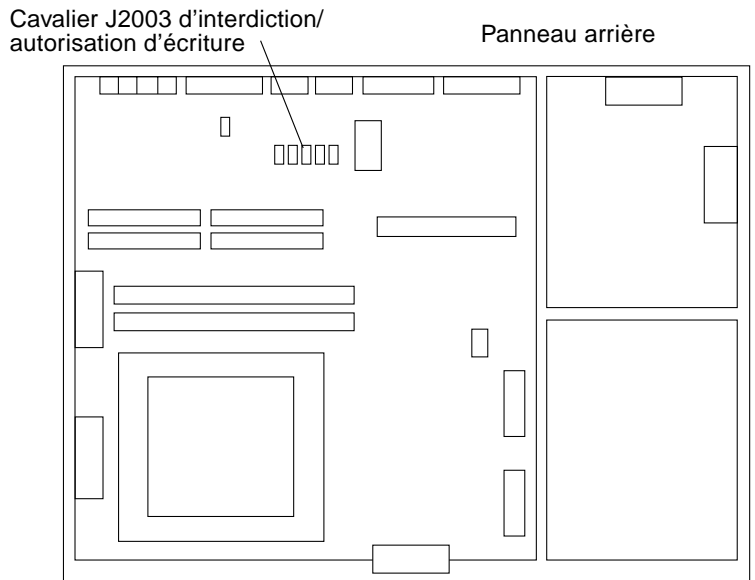 Cavalier J2003 d’interdiction/
autorisation d’écriture
Panneau arrière